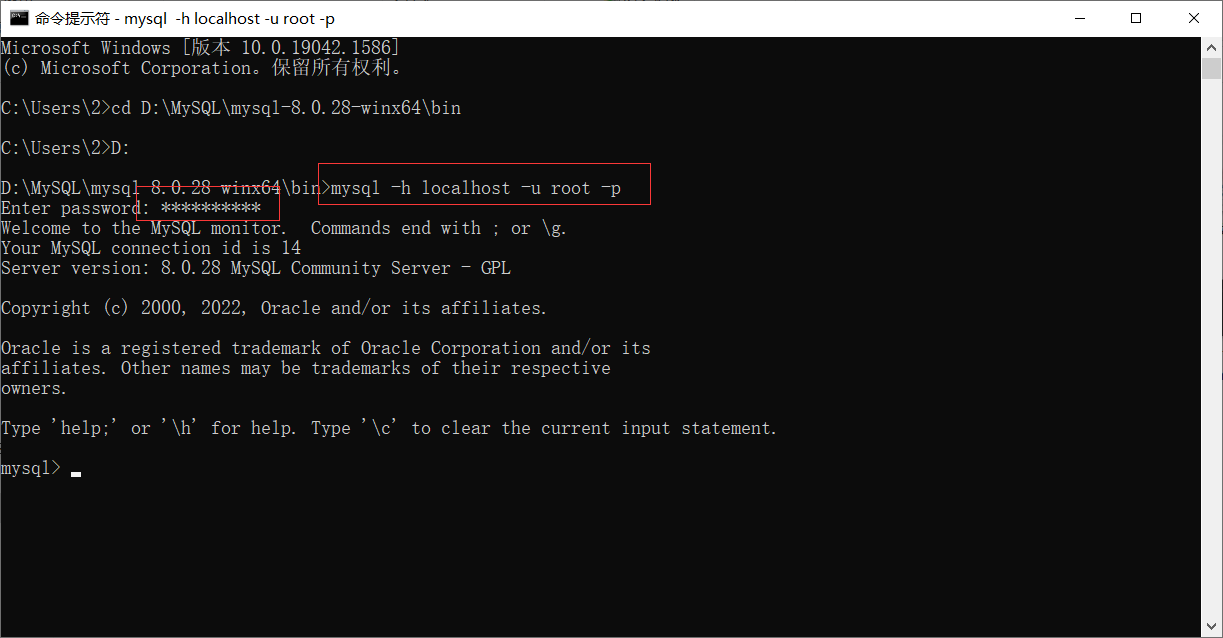 命令提示符 - mysql -h localhost -u root -p
Microsoft Windows [版本 10.0.19042.1586]
(c) Microsoft Corporation。保留所有权利。
C:\Users\2>cd D:\MySQL\mysql-8.0.28-winx64\bin
C:\Users\2>D:
D:\MySQL\mysql-8.0.28-winx64\bin>mysql -h localhost -u root -p
Enter password: **********
Welcome to the MySQL monitor.  Commands end with ; or \g.
Your MySQL connection id is 14
Server version: 8.0.28 MySQL Community Server - GPL
Copyright (c) 2000, 2022, Oracle and/or its affiliates.
Oracle is a registered trademark of Oracle Corporation and/or its
affiliates. Other names may be trademarks of their respective
owners.
Type 'help;' or '\h' for help. Type '\c' to clear the current input statement.
mysql>